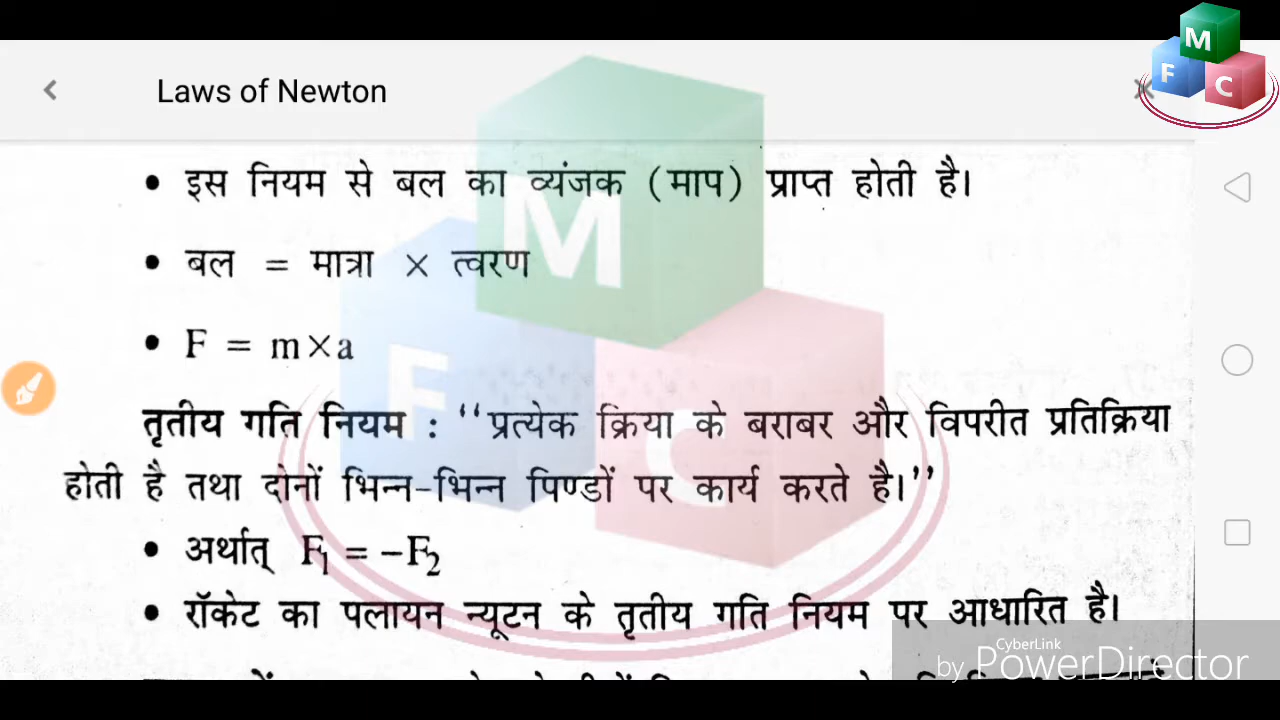 Laws of Newton
M
F
C
• इस नियम से बल का व्यंजक (माप) प्राप्त होती है।
• बल = मात्रा × त्वरण
• F = m×a
तृतीय गति नियम : ‘‘प्रत्येक क्रिया के बराबर और विपरीत प्रतिक्रिया
होती है तथा दोनों भिन्न-भिन्न पिण्डों पर कार्य करते है।’’
• अर्थात् F₁ = −F₂
• रॉकेट का पलायन न्यूटन के तृतीय गति नियम पर आधारित है।
M
F
C
CyberLink
by PowerDirector